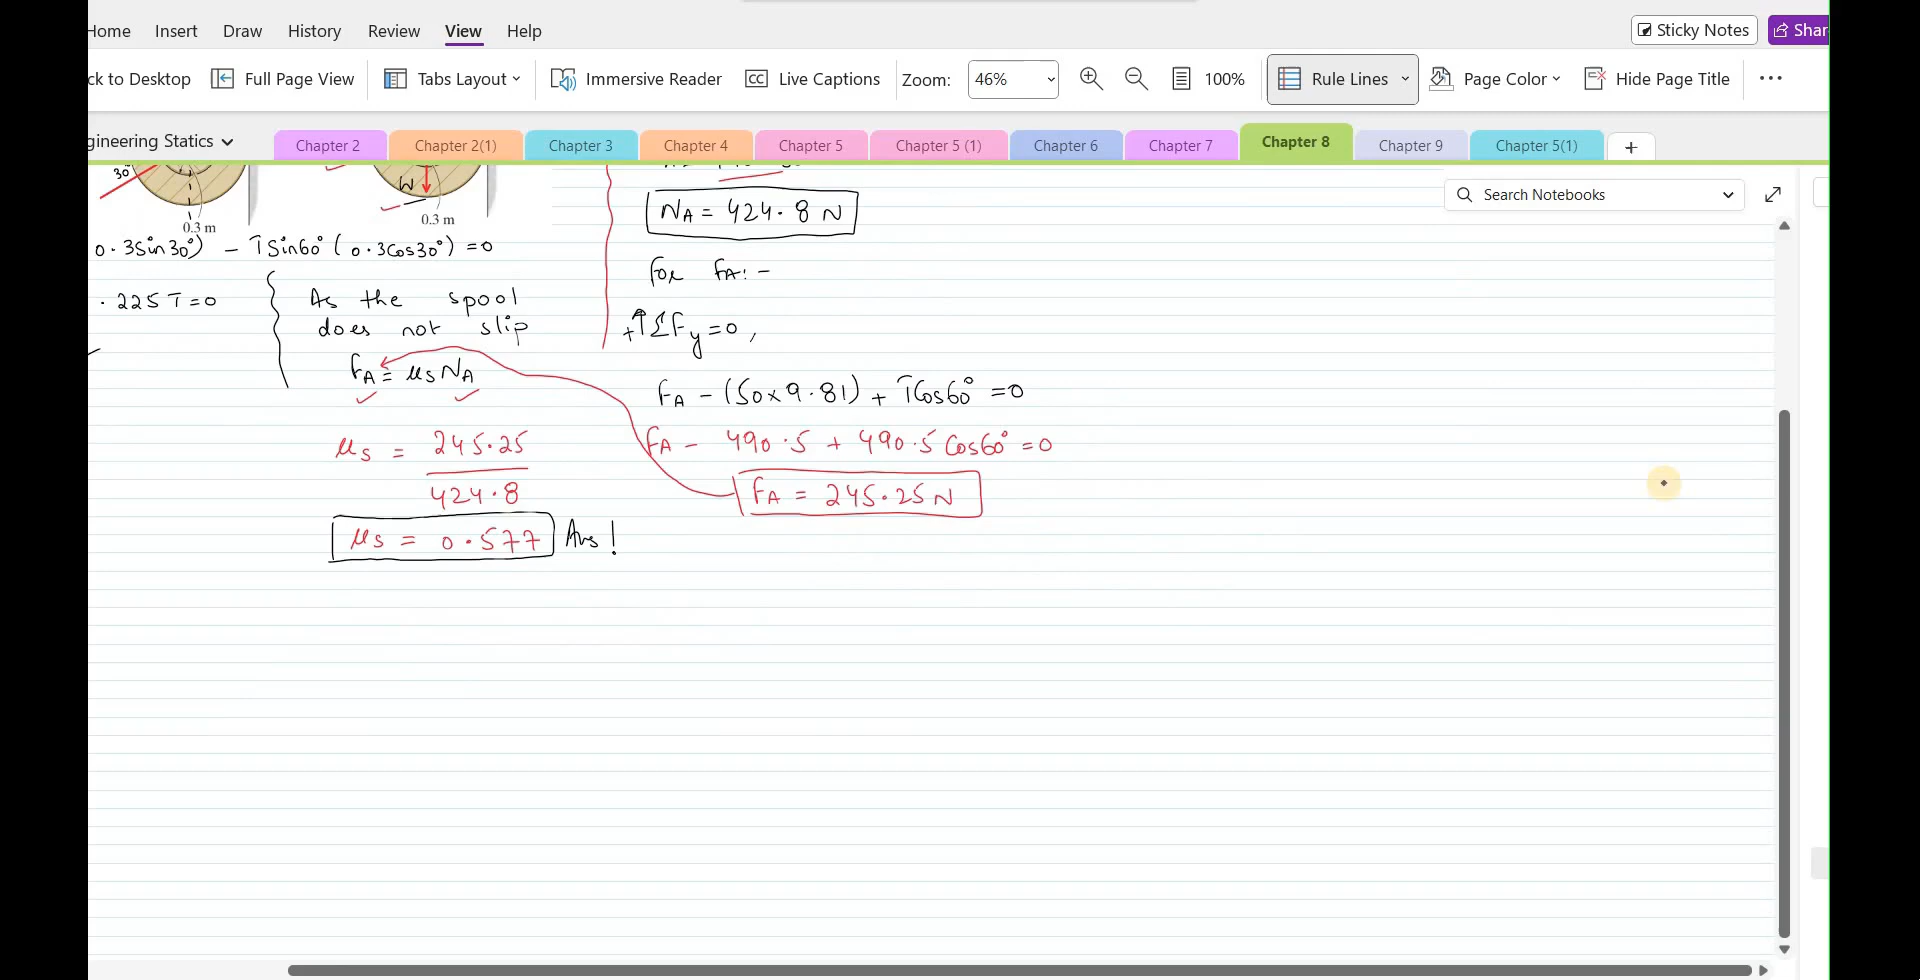 Home Insert Draw History Review View Help
Sticky Notes Shar
ck to Desktop Full Page View Tabs Layout Immersive Reader Live Captions Zoom: 46% 100% Rule Lines Page Color Hide Page Title
gineering Statics Chapter 2 Chapter 2(1) Chapter 3 Chapter 4 Chapter 5 Chapter 5 (1) Chapter 6 Chapter 7 Chapter 8 Chapter 9 Chapter 5(1) +
Search Notebooks
30°
W
0.3 m
0.3 m
0.3sin30°) - TSin60° (0.3Cos30°) = 0
.225T = 0
As the spool
does not slip
FA = μs NA
μs = 245.25
424.8
μs = 0.577 Ans!
NA = 424.8 N
For FA:-
+↑ΣFy = 0,
FA - (50×9.81) + TCos60° = 0
FA - 490.5 + 490.5 Cos60° = 0
FA = 245.25 N